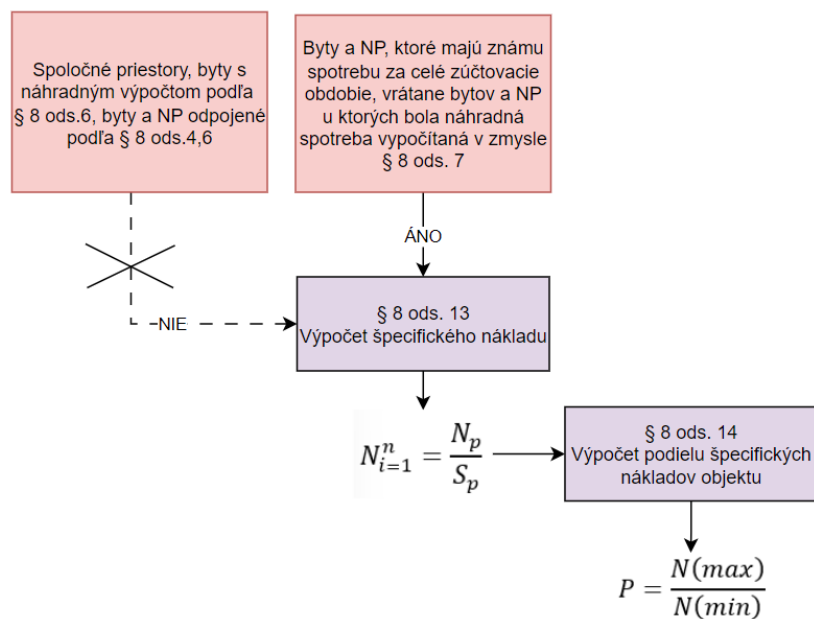 Spoločné priestory, byty s
náhradným výpočtom podľa
§ 8 ods.6, byty a NP odpojené
podľa § 8 ods.4,6
Byty a NP, ktoré majú známu
spotrebu za celé zúčtovacie
obdobie, vrátane bytov a NP
u ktorých bola náhradná
spotreba vypočítaná v zmysle
§ 8 ods. 7
ÁNO
NIE
§ 8 ods. 13
Výpočet špecifického nákladu
N_{i=1}^{n} = \frac{N_p}{S_p}
§ 8 ods. 14
Výpočet podielu špecifických
nákladov objektu
P = \frac{N(max)}{N(min)}